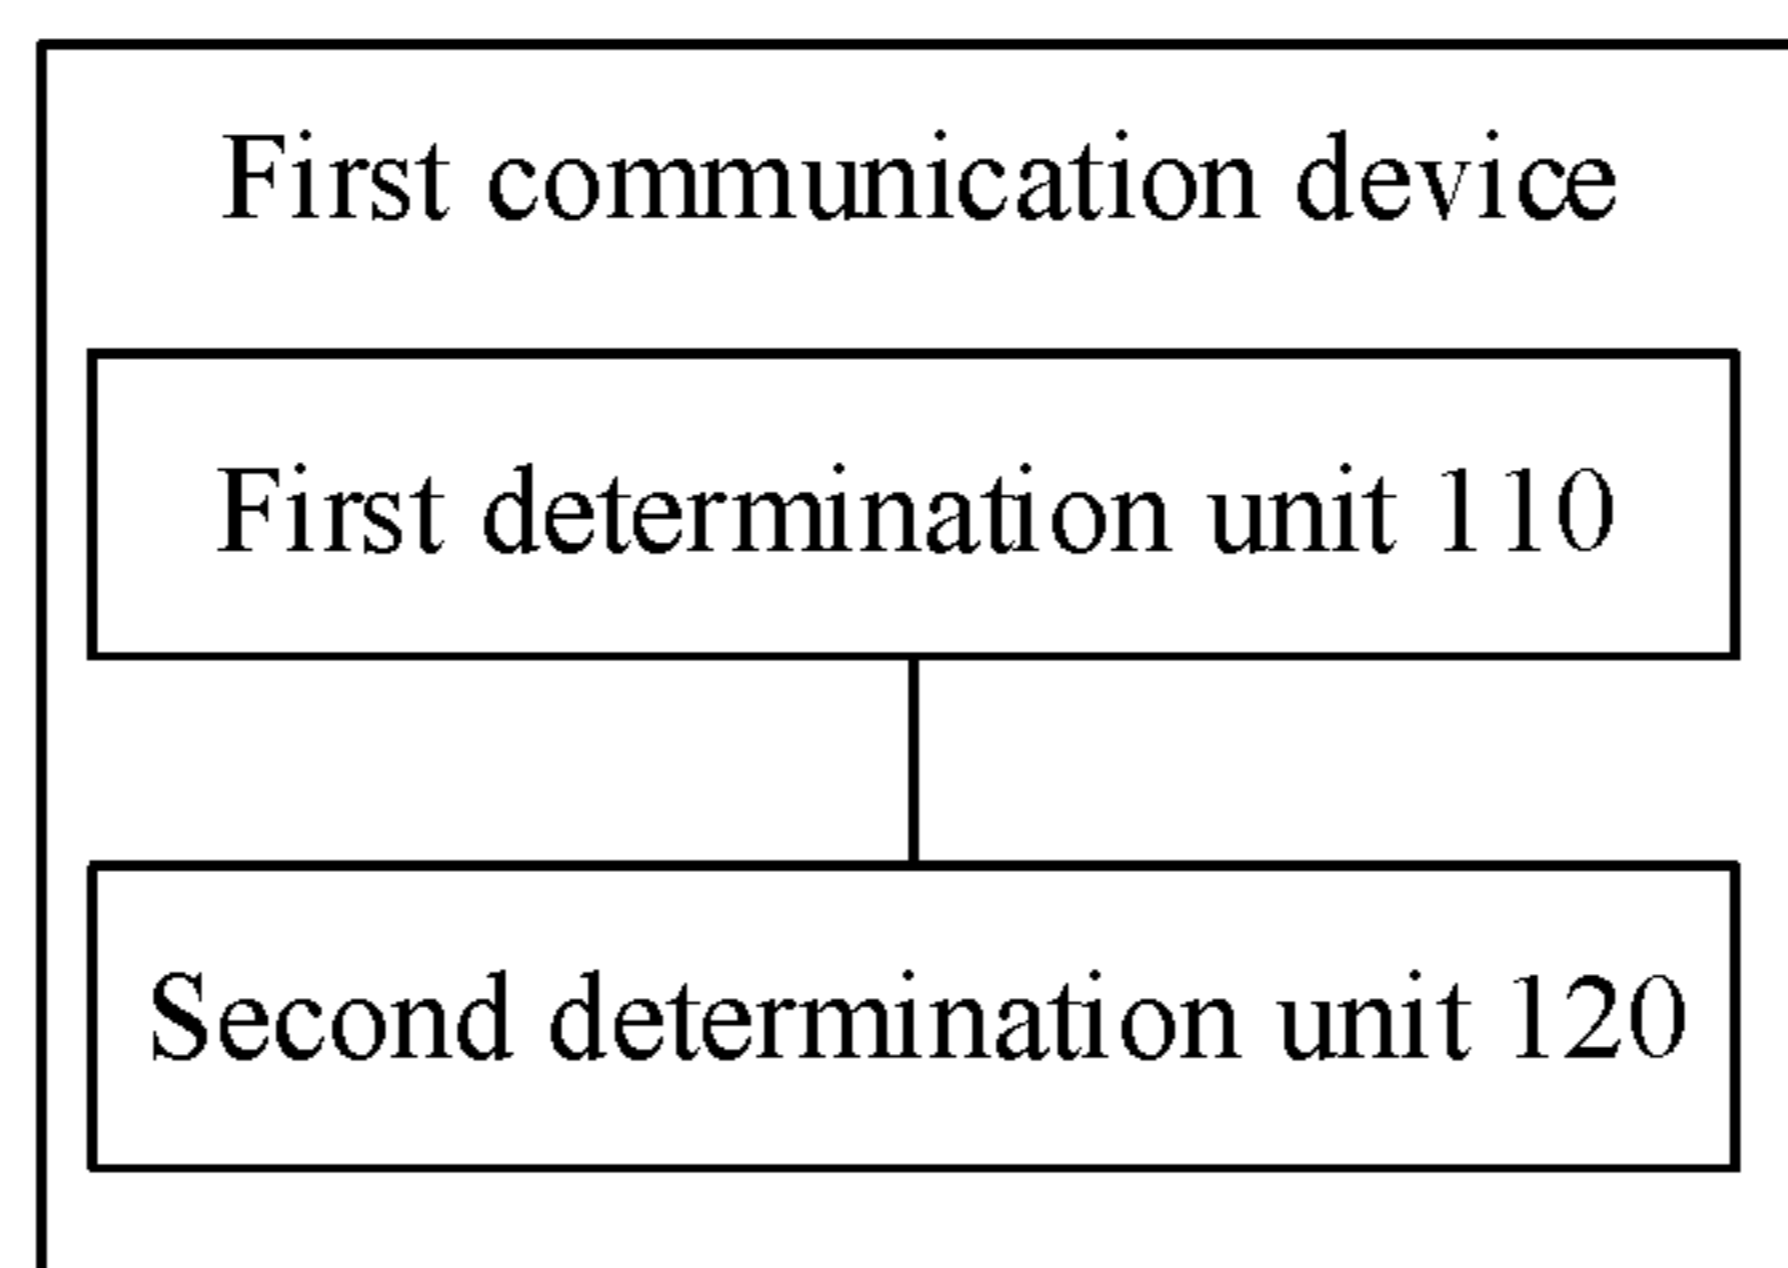 First communication device
First determination unit 110
Second determination unit 120